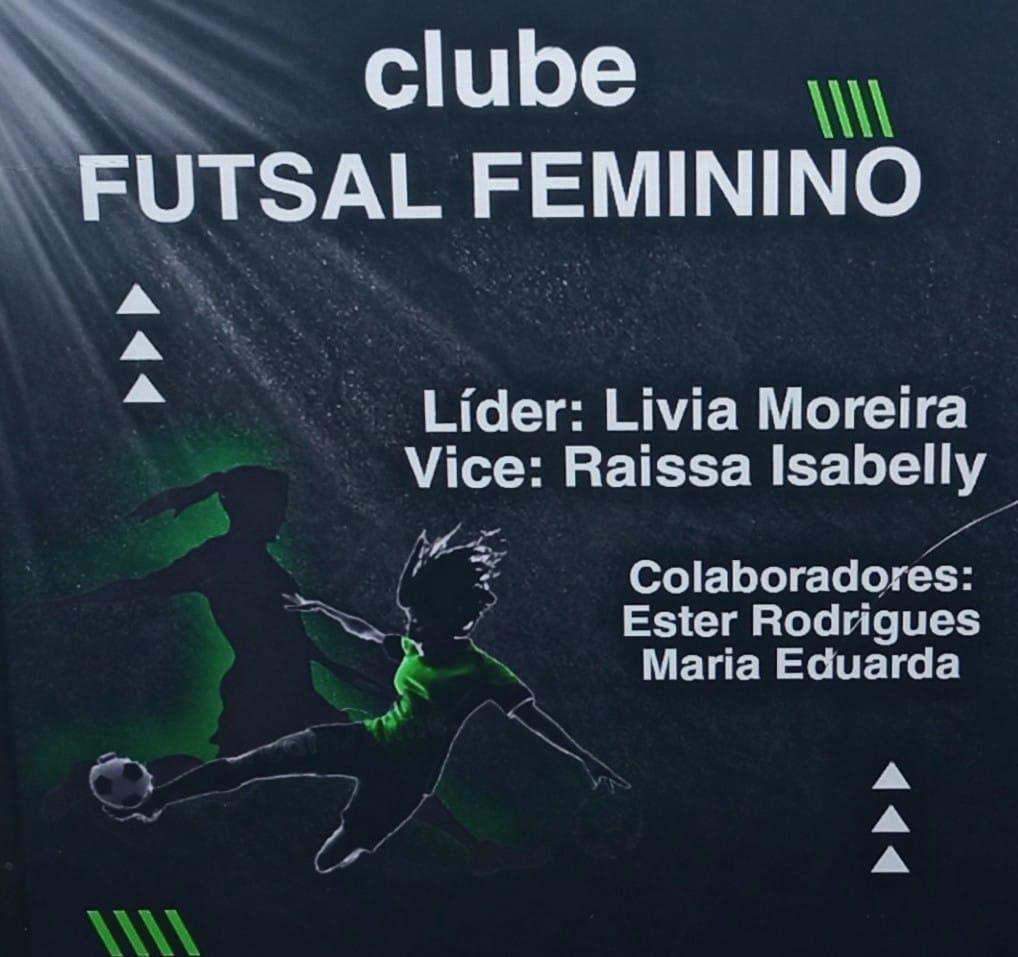 clube
FUTSAL FEMININO
Líder: Livia Moreira
Vice: Raissa Isabelly
Colaboradores:
Ester Rodrigues
Maria Eduarda